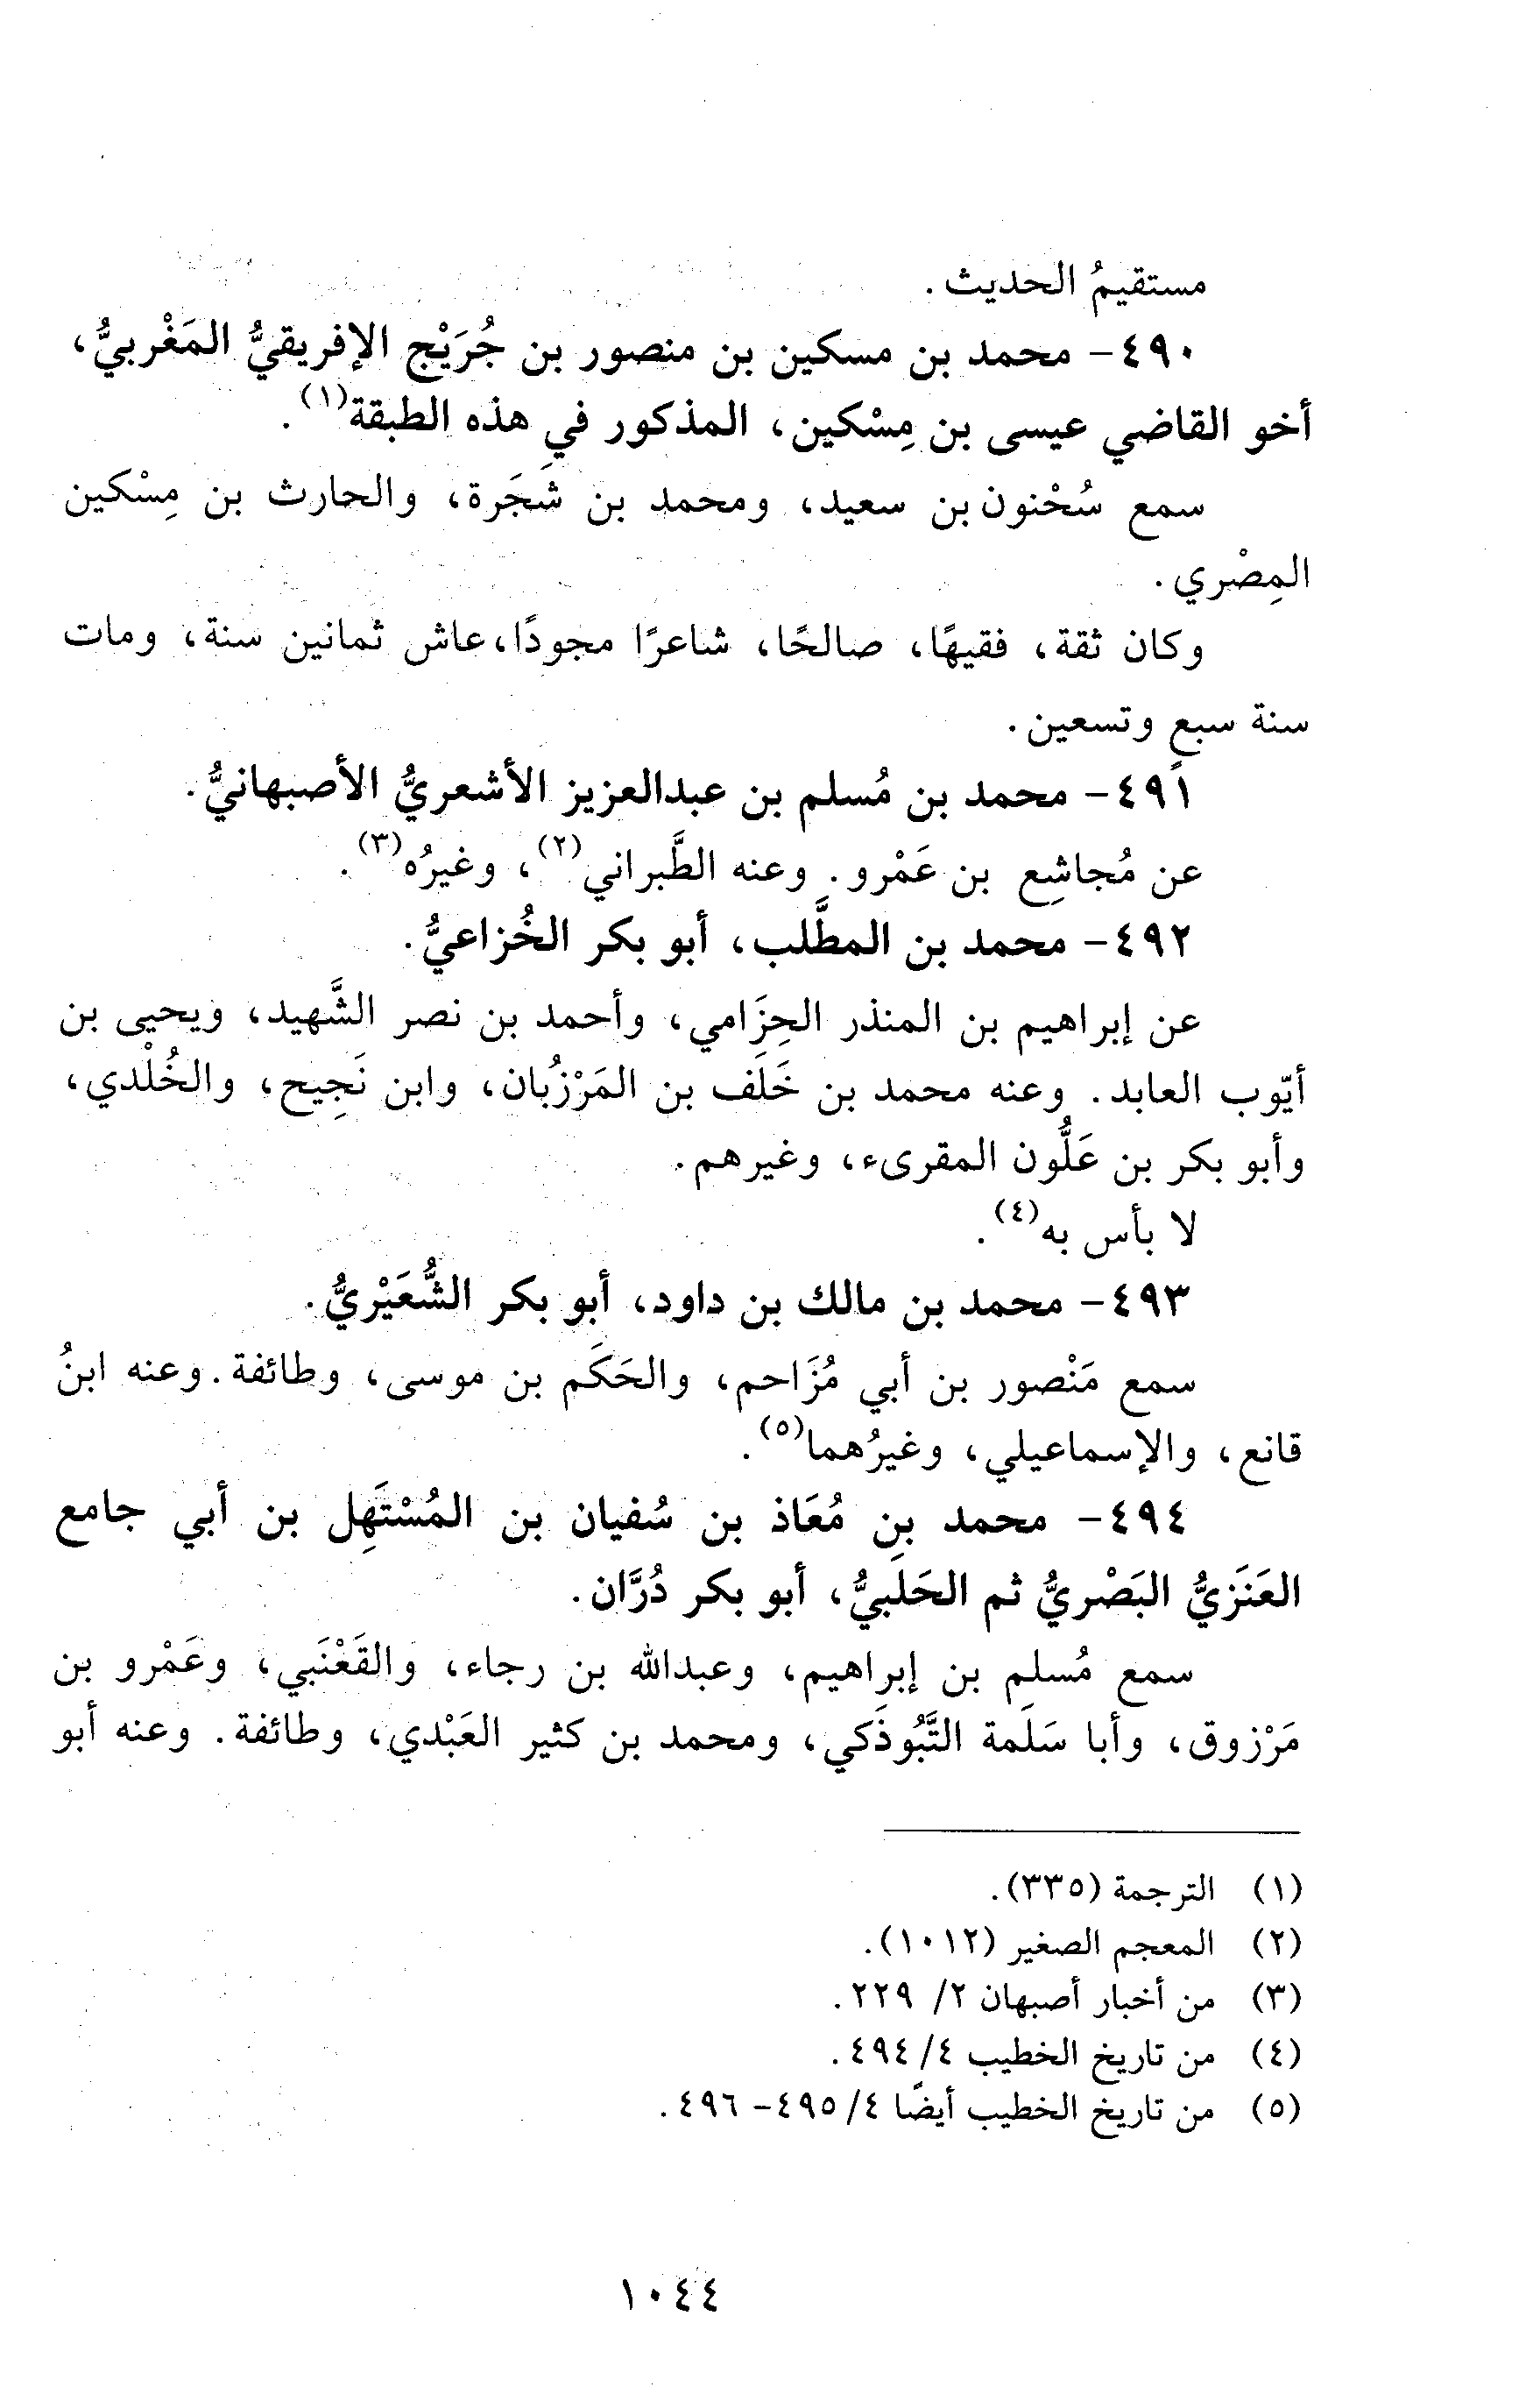 مستقيمُ الحديث.
٤٩٠- محمد بن مسكين بن منصور بن جُرَيْج الإفريقيُّ المَغْربيُّ،
أخو القاضي عيسى بن مِسْكين، المذكور في هذه الطبقة(١).
سمع سُحْنون بن سعيد، ومحمد بن شَجَرة، والحارث بن مِسْكين
المِصْري.
وكان ثقة، فقيهًا، صالحًا، شاعرًا مجودًا، عاش ثمانين سنة، ومات
سنة سبع وتسعين.
٤٩١- محمد بن مُسلم بن عبدالعزيز الأشعريُّ الأصبهانيُّ.
عن مُجاشِع بن عَمْرو. وعنه الطَّبراني(٢)، وغيرُه(٣).
٤٩٢- محمد بن المطَّلب، أبو بكر الخُزاعيُّ.
عن إبراهيم بن المنذر الحِزَامي، وأحمد بن نصر الشَّهيد، ويحيى بن
أيّوب العابد. وعنه محمد بن خَلَف بن المَرْزُبان، وابن نَجِيح، والخُلْدي،
وأبو بكر بن عَلُّون المقرىء، وغيرهم.
لا بأس به(٤).
٤٩٣- محمد بن مالك بن داود، أبو بكر الشُّعَيْريُّ.
سمع مَنْصور بن أبي مُزَاحم، والحَكَم بن موسى، وطائفة. وعنه ابنُ
قانع، والإسماعيلي، وغيرُهما(٥).
٤٩٤- محمد بن مُعَاذ بن سُفيان بن المُسْتَهِل بن أبي جامع
العَنَزيُّ البَصْريُّ ثم الحَلَبيُّ، أبو بكر دُرَّان.
سمع مُسلم بن إبراهيم، وعبدالله بن رجاء، والقَعْنَبي، وعَمْرو بن
مَرْزوق، وأبا سَلَمة التَّبُوذَكي، ومحمد بن كثير العَبْدي، وطائفة. وعنه أبو
(١) الترجمة (٣٣٥).
(٢) المعجم الصغير (١٠١٢).
(٣) من أخبار أصبهان ٢/ ٢٢٩.
(٤) من تاريخ الخطيب ٤/ ٤٩٤.
(٥) من تاريخ الخطيب أيضًا ٤/ ٤٩٥- ٤٩٦.
١٠٤٤